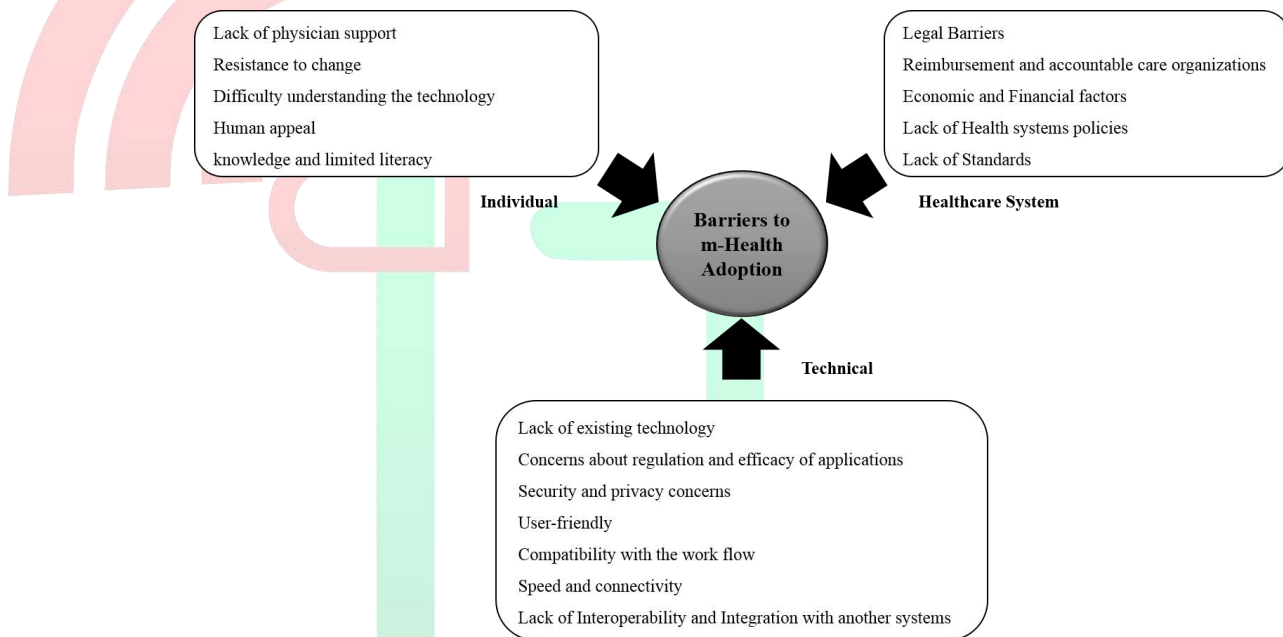 Lack of physician support
Resistance to change
Difficulty understanding the technology
Human appeal
knowledge and limited literacy
Individual
Legal Barriers
Reimbursement and accountable care organizations
Economic and Financial factors
Lack of Health systems policies
Lack of Standards
Healthcare System
Barriers to
m-Health
Adoption
Technical
Lack of existing technology
Concerns about regulation and efficacy of applications
Security and privacy concerns
User-friendly
Compatibility with the work flow
Speed and connectivity
Lack of Interoperability and Integration with another systems